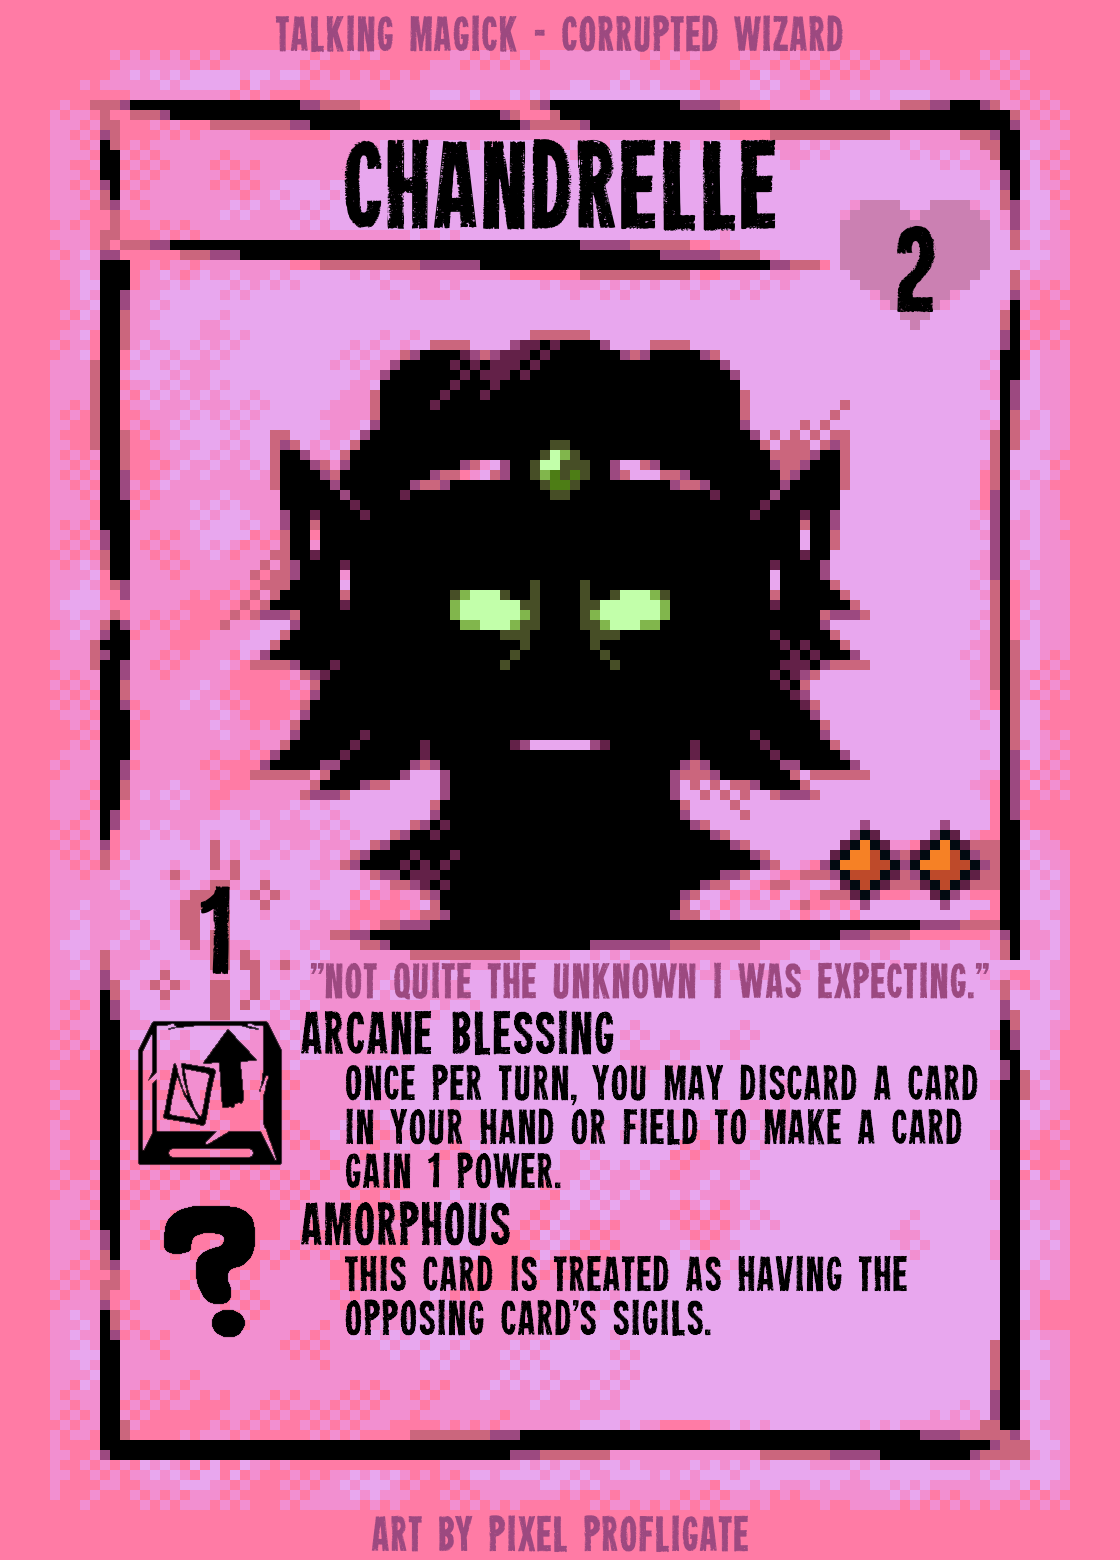 TALKING MAGICK - CORRUPTED WIZARD
CHANDRELLE
2
1
"NOT QUITE THE UNKNOWN I WAS EXPECTING."
ARCANE BLESSING
ONCE PER TURN, YOU MAY DISCARD A CARD
IN YOUR HAND OR FIELD TO MAKE A CARD
GAIN 1 POWER.
AMORPHOUS
?
THIS CARD IS TREATED AS HAVING THE
OPPOSING CARD'S SIGILS.
ART BY PIXEL PROFLIGATE